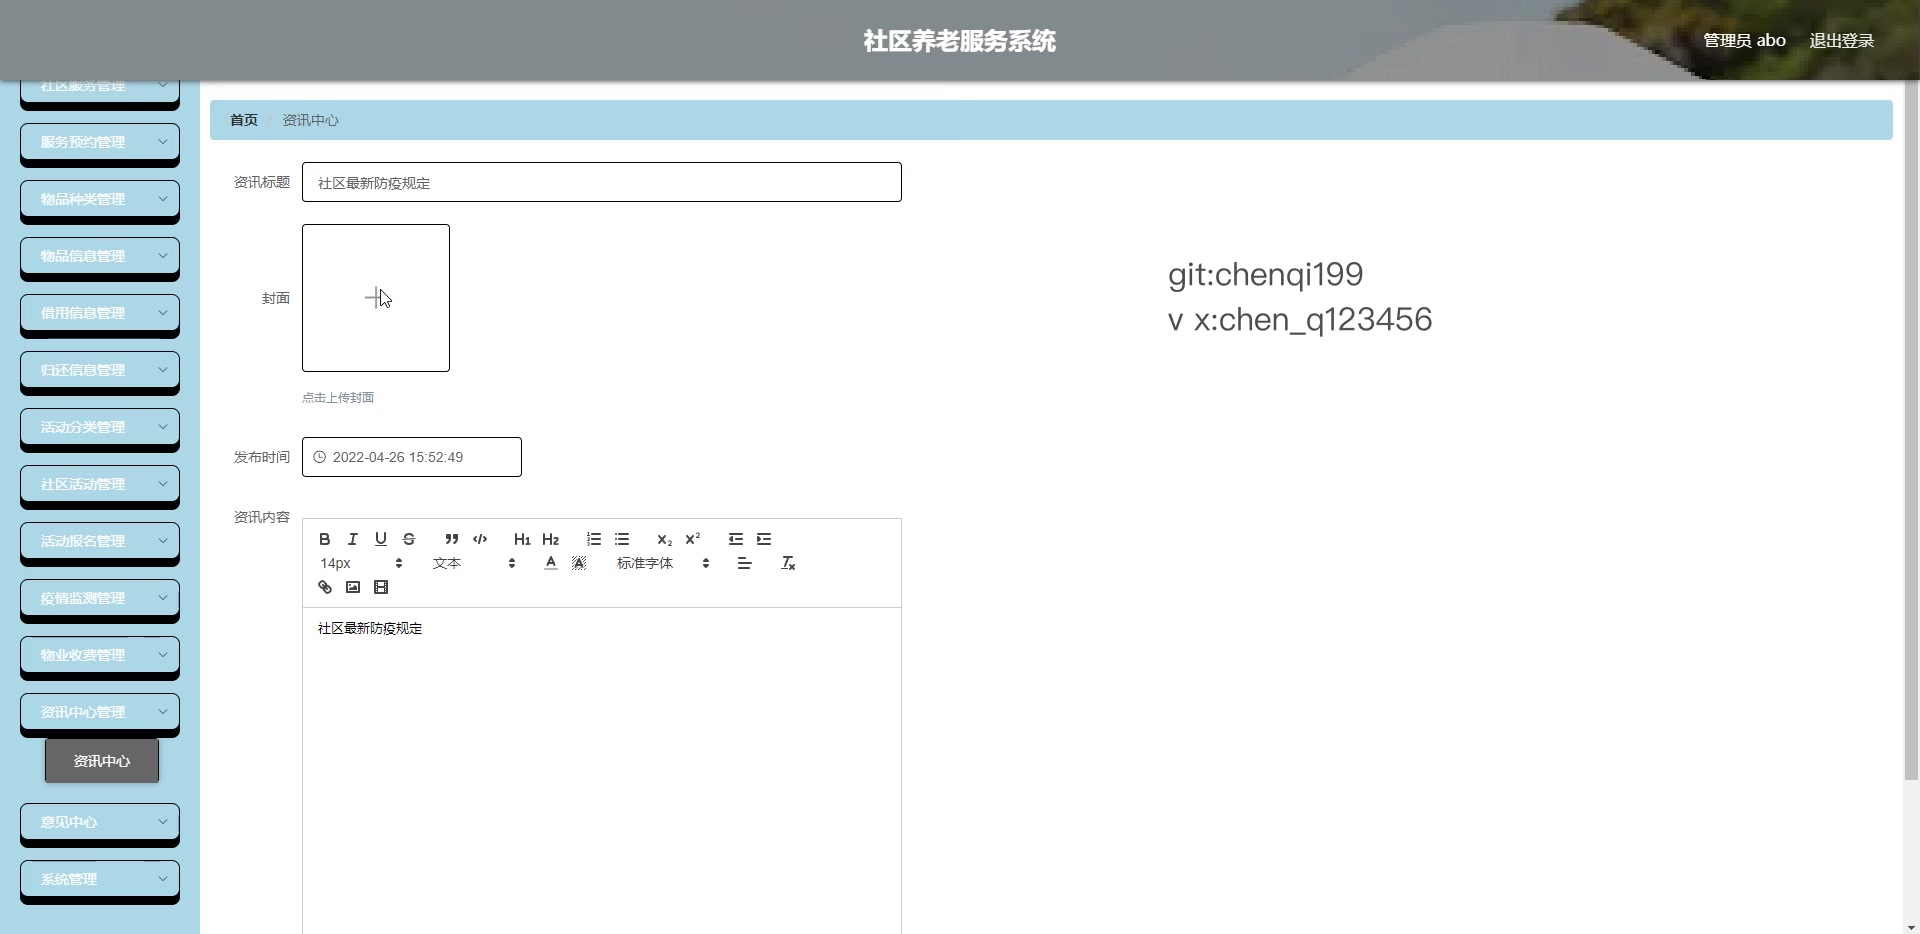 社区养老服务系统
管理员 abo 退出登录
社区服务管理
服务预约管理
物品种类管理
物品信息管理
借用信息管理
归还信息管理
活动分类管理
社区活动管理
活动报名管理
疫情监测管理
物业收费管理
资讯中心管理
资讯中心
意见中心
系统管理
首页 / 资讯中心
资讯标题 社区最新防疫规定
封面
点击上传封面
发布时间 2022-04-26 15:52:49
资讯内容
B I U S H1 H2 X2 X2
14px 文本 A A 标准字体 Tx
社区最新防疫规定
git:chenqi199
v x:chen_q123456